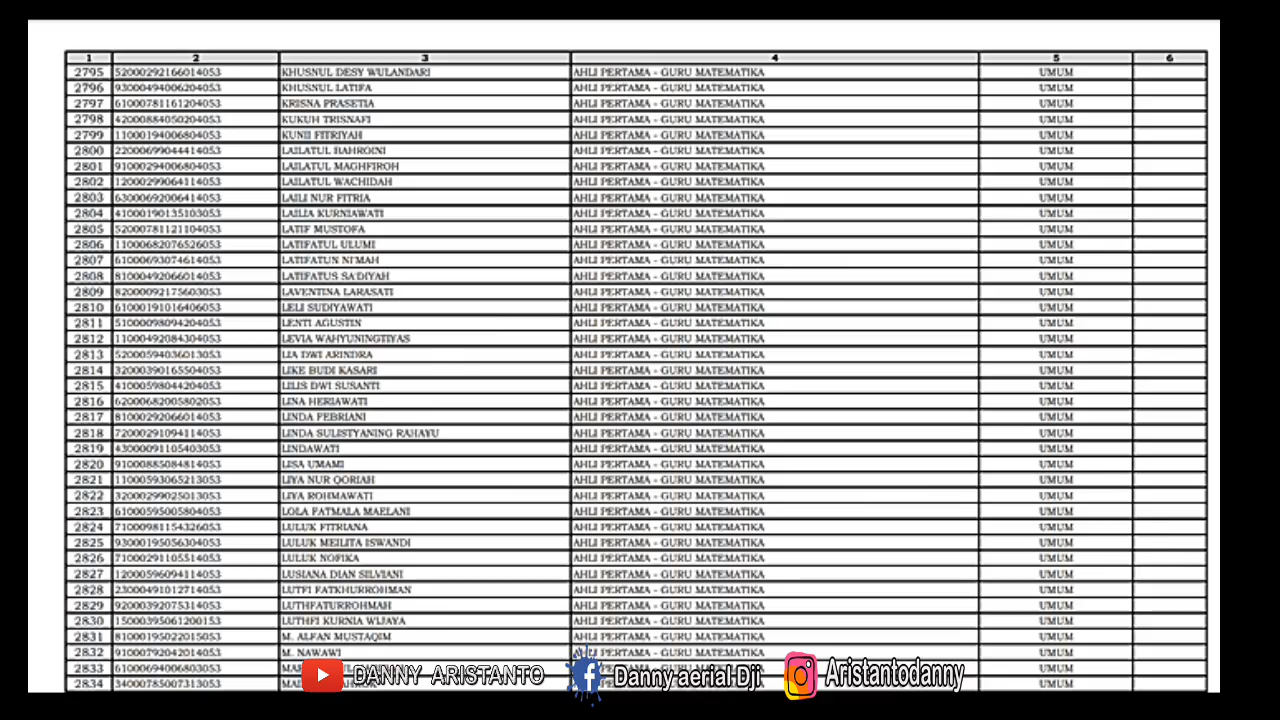 1 2 3 4 5 6
2795 52000292166014053 KHUSNUL DESY WULANDARI AHLI PERTAMA - GURU MATEMATIKA UMUM
2796 93000494006204053 KHUSNUL LATIFA AHLI PERTAMA - GURU MATEMATIKA UMUM
2797 61000781161204053 KRISNA PRASETIA AHLI PERTAMA - GURU MATEMATIKA UMUM
2798 42000884050204053 KUKUH TRISNAFI AHLI PERTAMA - GURU MATEMATIKA UMUM
2799 11000194006804053 KUNII FITRIYAH AHLI PERTAMA - GURU MATEMATIKA UMUM
2800 22000699044414053 LAILATUL BAHROINI AHLI PERTAMA - GURU MATEMATIKA UMUM
2801 91000294006804053 LAILATUL MAGHFIROH AHLI PERTAMA - GURU MATEMATIKA UMUM
2802 12000299064114053 LAILATUL WACHIDAH AHLI PERTAMA - GURU MATEMATIKA UMUM
2803 63000692006414053 LAILI NUR FITRIA AHLI PERTAMA - GURU MATEMATIKA UMUM
2804 41000190135103053 LAILIA KURNIAWATI AHLI PERTAMA - GURU MATEMATIKA UMUM
2805 52000781121104053 LATIF MUSTOFA AHLI PERTAMA - GURU MATEMATIKA UMUM
2806 11000682076526053 LATIFATUL ULUMI AHLI PERTAMA - GURU MATEMATIKA UMUM
2807 61000693074614053 LATIFATUN NI'MAH AHLI PERTAMA - GURU MATEMATIKA UMUM
2808 81000492066014053 LATIFATUS SA'DIYAH AHLI PERTAMA - GURU MATEMATIKA UMUM
2809 82000092175603053 LAVENTINA LARASATI AHLI PERTAMA - GURU MATEMATIKA UMUM
2810 61000191016406053 LELI SUDIYAWATI AHLI PERTAMA - GURU MATEMATIKA UMUM
2811 51000098094204053 LENTI AGUSTIN AHLI PERTAMA - GURU MATEMATIKA UMUM
2812 11000492084304053 LEVIA WAHYUNINGTIYAS AHLI PERTAMA - GURU MATEMATIKA UMUM
2813 52000594036013053 LIA DWI ARINDRA AHLI PERTAMA - GURU MATEMATIKA UMUM
2814 32000390165504053 LIKE BUDI KASARI AHLI PERTAMA - GURU MATEMATIKA UMUM
2815 41000598044204053 LILIS DWI SUSANTI AHLI PERTAMA - GURU MATEMATIKA UMUM
2816 62000682005802053 LINA HERIAWATI AHLI PERTAMA - GURU MATEMATIKA UMUM
2817 81000292066014053 LINDA FEBRIANI AHLI PERTAMA - GURU MATEMATIKA UMUM
2818 72000291094114053 LINDA SULISTYANING RAHAYU AHLI PERTAMA - GURU MATEMATIKA UMUM
2819 43000091105403053 LINDAWATI AHLI PERTAMA - GURU MATEMATIKA UMUM
2820 91000885084814053 LISA UMAMI AHLI PERTAMA - GURU MATEMATIKA UMUM
2821 11000593065213053 LIYA NUR QORIAH AHLI PERTAMA - GURU MATEMATIKA UMUM
2822 32000299025013053 LIYA ROHMAWATI AHLI PERTAMA - GURU MATEMATIKA UMUM
2823 61000595005804053 LOLA FATMALA MAELANI AHLI PERTAMA - GURU MATEMATIKA UMUM
2824 71000981154326053 LULUK FITRIANA AHLI PERTAMA - GURU MATEMATIKA UMUM
2825 93000195056304053 LULUK MEILITA ISWANDI AHLI PERTAMA - GURU MATEMATIKA UMUM
2826 71000291105514053 LULUK NOFIKA AHLI PERTAMA - GURU MATEMATIKA UMUM
2827 12000596094114053 LUSIANA DIAN SILVIANI AHLI PERTAMA - GURU MATEMATIKA UMUM
2828 23000491012714053 LUTFI FATKHURROHMAN AHLI PERTAMA - GURU MATEMATIKA UMUM
2829 92000392075314053 LUTHFATURROHMAH AHLI PERTAMA - GURU MATEMATIKA UMUM
2830 15000395061200153 LUTHFI KURNIA WIJAYA AHLI PERTAMA - GURU MATEMATIKA UMUM
2831 81000195022015053 M. ALFAN MUSTAQIM AHLI PERTAMA - GURU MATEMATIKA UMUM
2832 91000792042014053 M. NAWAWI AHLI PERTAMA - GURU MATEMATIKA UMUM
2833 61000694006803053 UMUM
2834 34000785007313053 UMUM
DANNY ARISTANTO Danny aerial Dji Aristantodanny